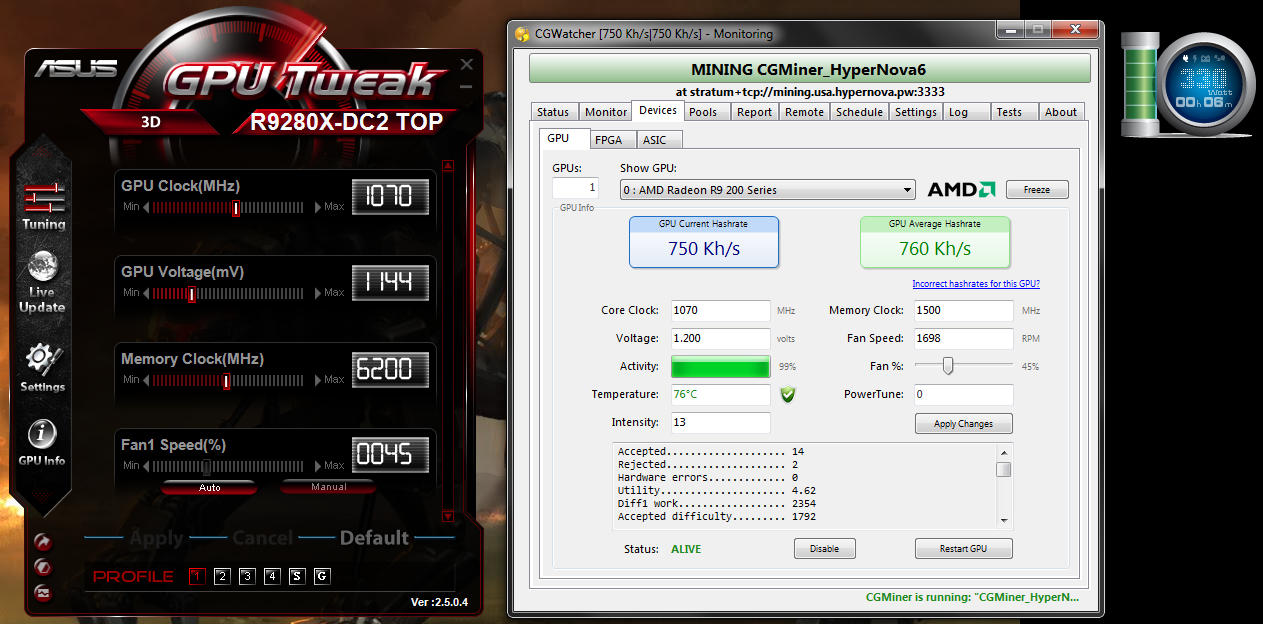 ASUS
GPU Tweak
3D
R9280X-DC2 TOP
Tuning
Live
Update
Settings
GPU Info
GPU Clock(MHz)
Min Max
1070
GPU Voltage(mV)
Min Max
1144
Memory Clock(MHz)
Min Max
6200
Fan1 Speed(%)
Min Max
0045
Auto Manual
Apply Cancel Default
PROFILE 1 2 3 4 S G
Ver :2.5.0.4
CGWatcher [750 Kh/s|750 Kh/s] - Monitoring
MINING CGMiner_HyperNova6
at stratum+tcp://mining.usa.hypernova.pw:3333
Status Monitor Devices Pools Report Remote Schedule Settings Log Tests About
GPU FPGA ASIC
GPUs: Show GPU:
1 0 : AMD Radeon R9 200 Series AMD Freeze
GPU Info
GPU Current Hashrate GPU Average Hashrate
750 Kh/s 760 Kh/s
Incorrect hashrates for this GPU?
Core Clock: 1070 MHz Memory Clock: 1500 MHz
Voltage: 1.200 volts Fan Speed: 1698 RPM
Activity: 99% Fan %: 45%
Temperature: 76°C PowerTune: 0
Intensity: 13 Apply Changes
Accepted.................... 14
Rejected.................... 2
Hardware errors............. 0
Utility..................... 4.62
Diff1 work.................. 2354
Accepted difficulty......... 1792
Status: ALIVE Disable Restart GPU
CGMiner is running: "CGMiner_HyperN...
330
Watt
00h 06m